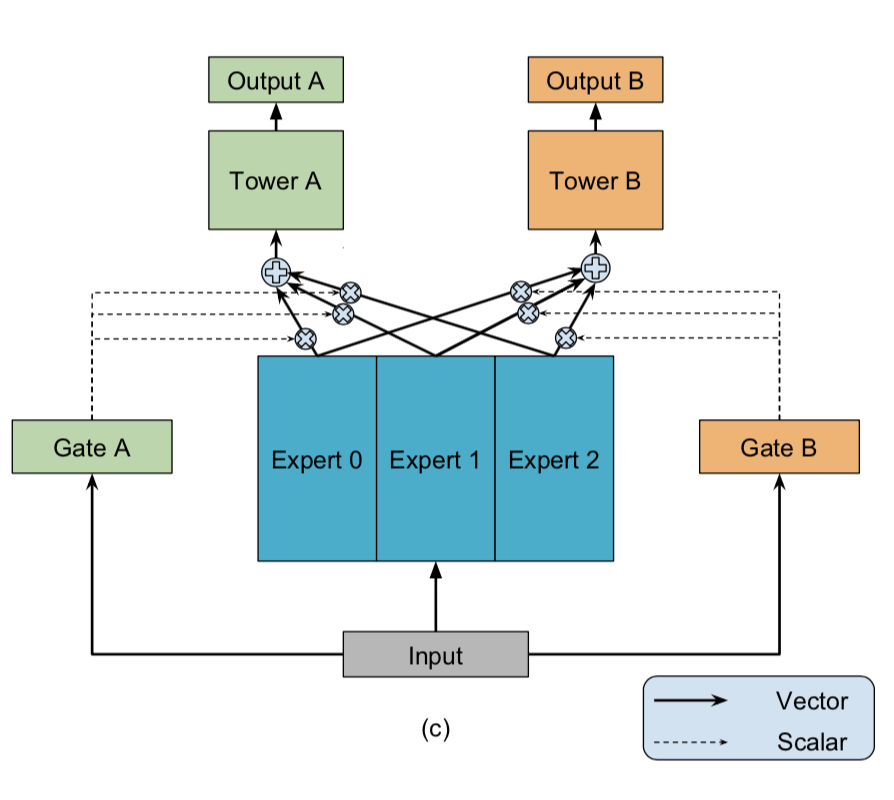 Output A
Output B
Tower A
Tower B
Gate A
Expert 0
Expert 1
Expert 2
Gate B
Input
(c)
Vector
Scalar